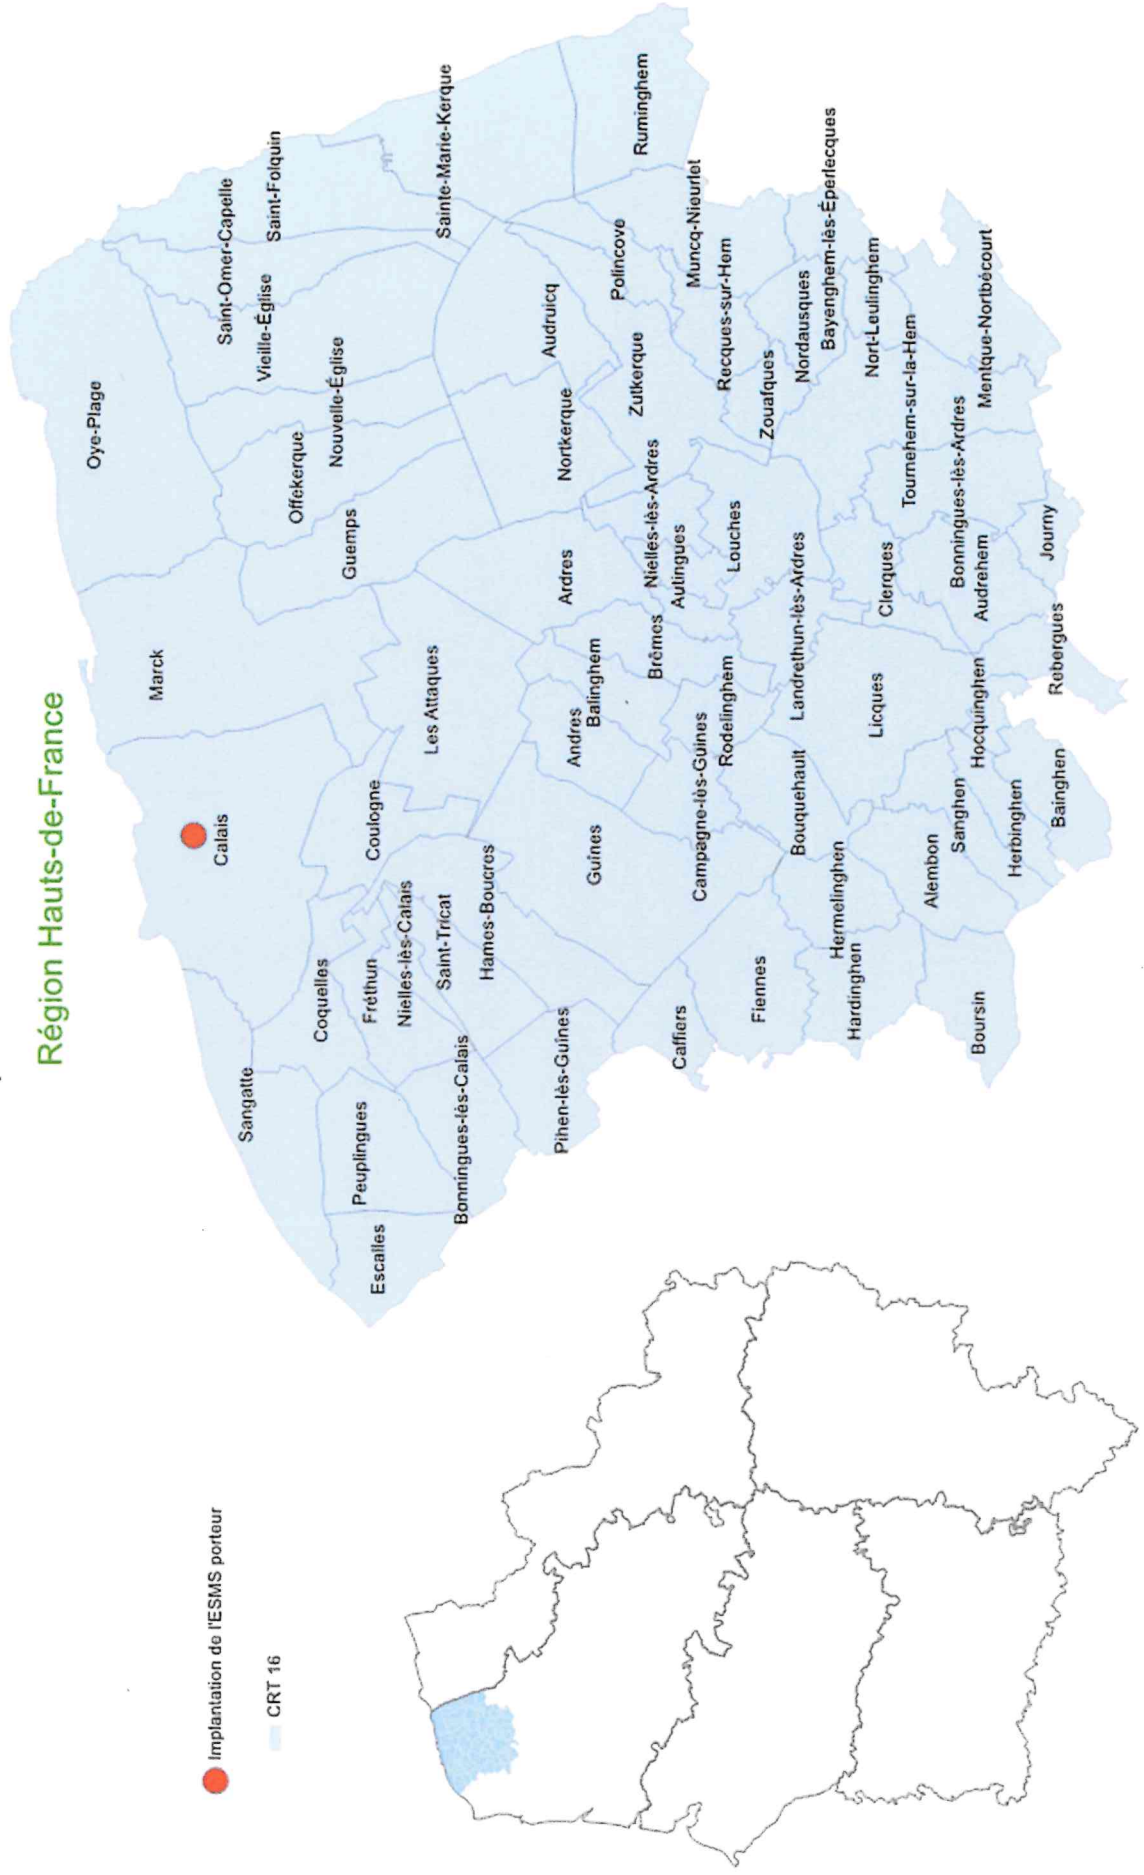 Région Hauts-de-France
Implantation de l'ESMS porteur
CRT 16
Oye-Plage
Marck
Calais
Saint-Omer-Capelle
Saint-Folquin
Vieille-Église
Sangatte
Offekerque
Nouvelle-Église
Coquelles
Guemps
Peuplingues
Fréthun
Coulogne
Escalles
Nielles-lès-Calais
Les Attaques
Saint-Tricat
Sainte-Marie-Kerque
Bonningues-lès-Calais
Hames-Boucres
Audruicq
Pihen-lès-Guînes
Nortkerque
Ardres
Andres
Balinghem
Guînes
Polincove
Zutkerque
Ruminghem
Nielles-lès-Ardres
Brêmes
Autingues
Caffiers
Muncq-Nieurlet
Campagne-lès-Guines
Rodelinghem
Recques-sur-Hem
Louches
Fiennes
Zouafques
Landrethun-lès-Ardres
Bouquehault
Nordausques
Bayenghem-lès-Éperlecques
Hermelinghen
Hardinghen
Licques
Clerques
Nort-Leulinghem
Tournehem-sur-la-Hem
Alembon
Sanghen
Bonningues-lès-Ardres
Hocquinghen
Audrehem
Mentque-Nortbécourt
Boursin
Herbinghen
Journy
Rebergues
Bainghen